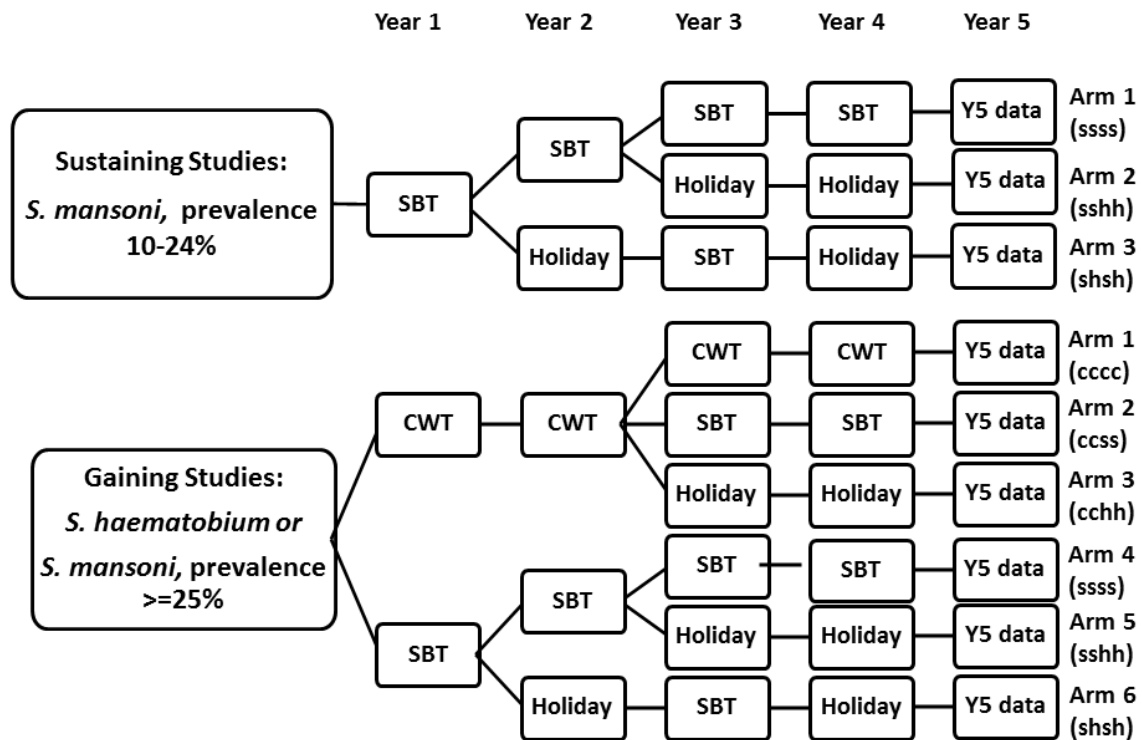 Year 1 Year 2 Year 3 Year 4 Year 5
Sustaining Studies:
S. mansoni, prevalence
10-24%
SBT
SBT
Holiday
SBT SBT Y5 data Arm 1
(ssss)
Holiday Holiday Y5 data Arm 2
(sshh)
SBT Holiday Y5 data Arm 3
(shsh)
Gaining Studies:
S. haematobium or
S. mansoni, prevalence
>=25%
CWT CWT
CWT CWT Y5 data Arm 1
(cccc)
SBT SBT Y5 data Arm 2
(ccss)
Holiday Holiday Y5 data Arm 3
(cchh)
SBT
SBT
Holiday
SBT SBT Y5 data Arm 4
(ssss)
Holiday Holiday Y5 data Arm 5
(sshh)
SBT Holiday Y5 data Arm 6
(shsh)